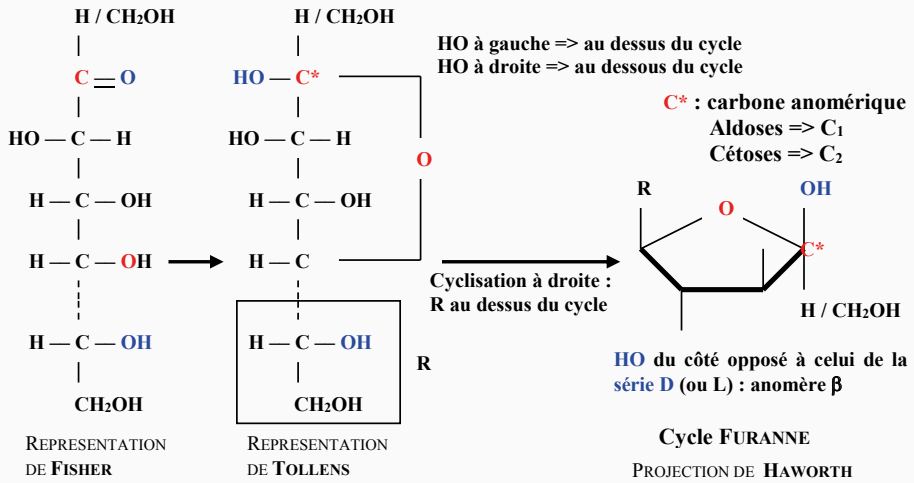 H / CH2OH
C = O
HO — C — H
H — C — OH
H — C — OH
H — C — OH
CH2OH
REPRESENTATION
DE FISHER
H / CH2OH
HO — C*
HO — C — H
H — C — OH
O
H — C
H — C — OH
R
CH2OH
REPRESENTATION
DE TOLLENS
HO à gauche => au dessus du cycle
HO à droite => au dessous du cycle
C* : carbone anomérique
Aldoses => C1
Cétoses => C2
Cyclisation à droite :
R au dessus du cycle
R
OH
O
C*
H / CH2OH
HO du côté opposé à celui de la
série D (ou L) : anomère β
Cycle FURANNE
PROJECTION DE HAWORTH